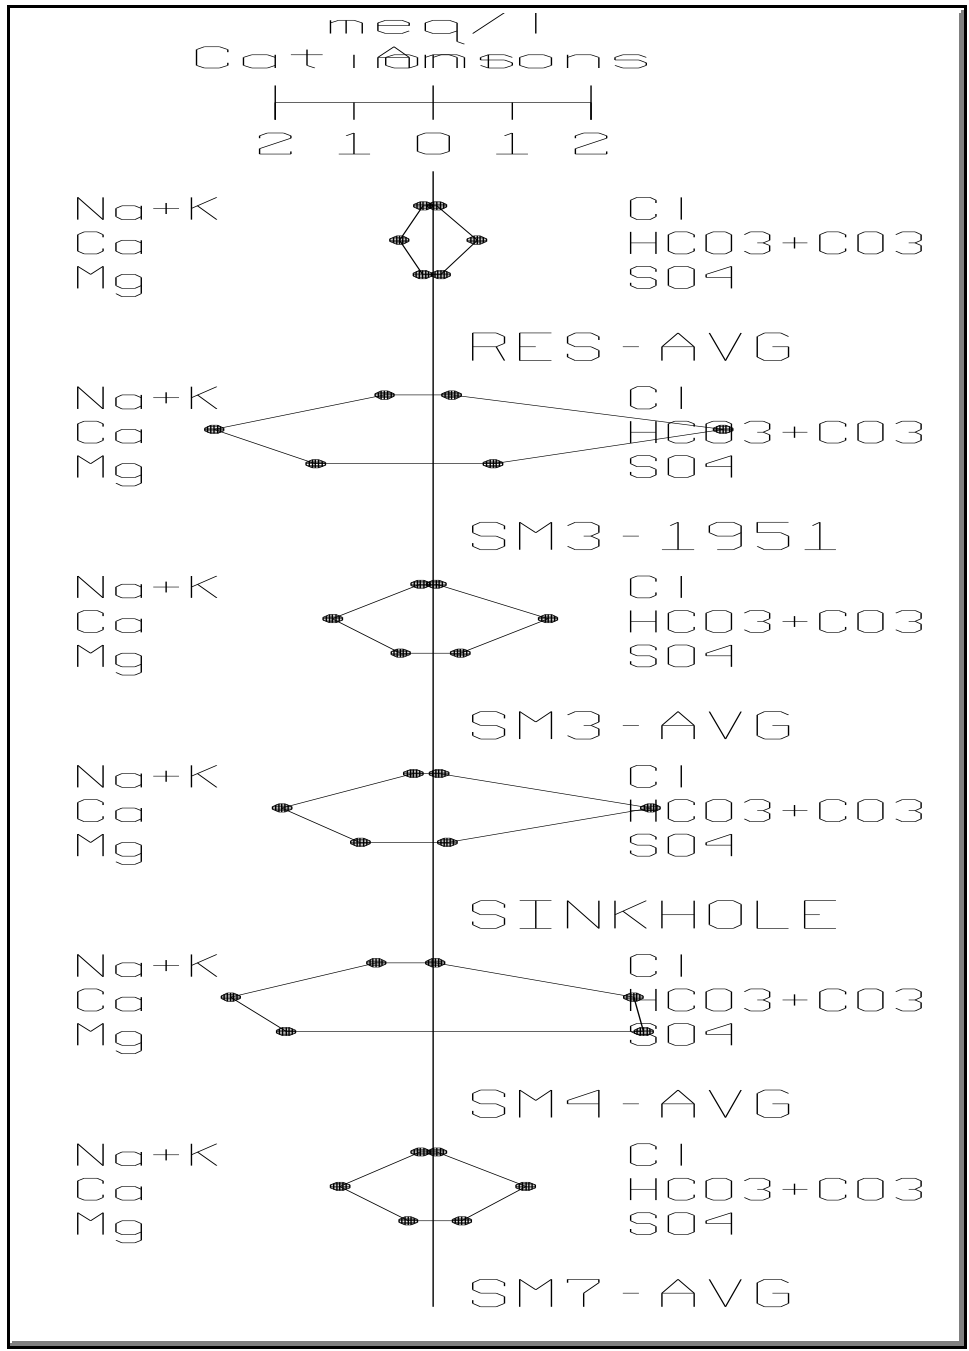 meq/l
Cations Anions
2 1 0 1 2
Na+K Cl
Ca HCO3+CO3
Mg SO4
RES-AVG
Na+K Cl
Ca HCO3+CO3
Mg SO4
SM3-1951
Na+K Cl
Ca HCO3+CO3
Mg SO4
SM3-AVG
Na+K Cl
Ca HCO3+CO3
Mg SO4
SINKHOLE
Na+K Cl
Ca HCO3+CO3
Mg SO4
SM4-AVG
Na+K Cl
Ca HCO3+CO3
Mg SO4
SM7-AVG